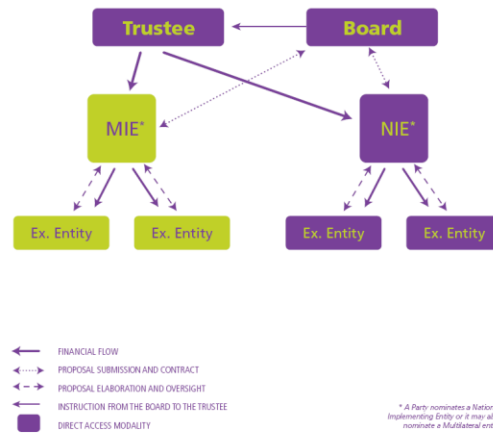 Trustee
Board
MIE*
NIE*
Ex. Entity
Ex. Entity
Ex. Entity
Ex. Entity
FINANCIAL FLOW
PROPOSAL SUBMISSION AND CONTRACT
PROPOSAL ELABORATION AND OVERSIGHT
INSTRUCTION FROM THE BOARD TO THE TRUSTEE
DIRECT ACCESS MODALITY
* A Party nominates a Nation
Implementing Entity or it may al
nominate a Multilateral ent